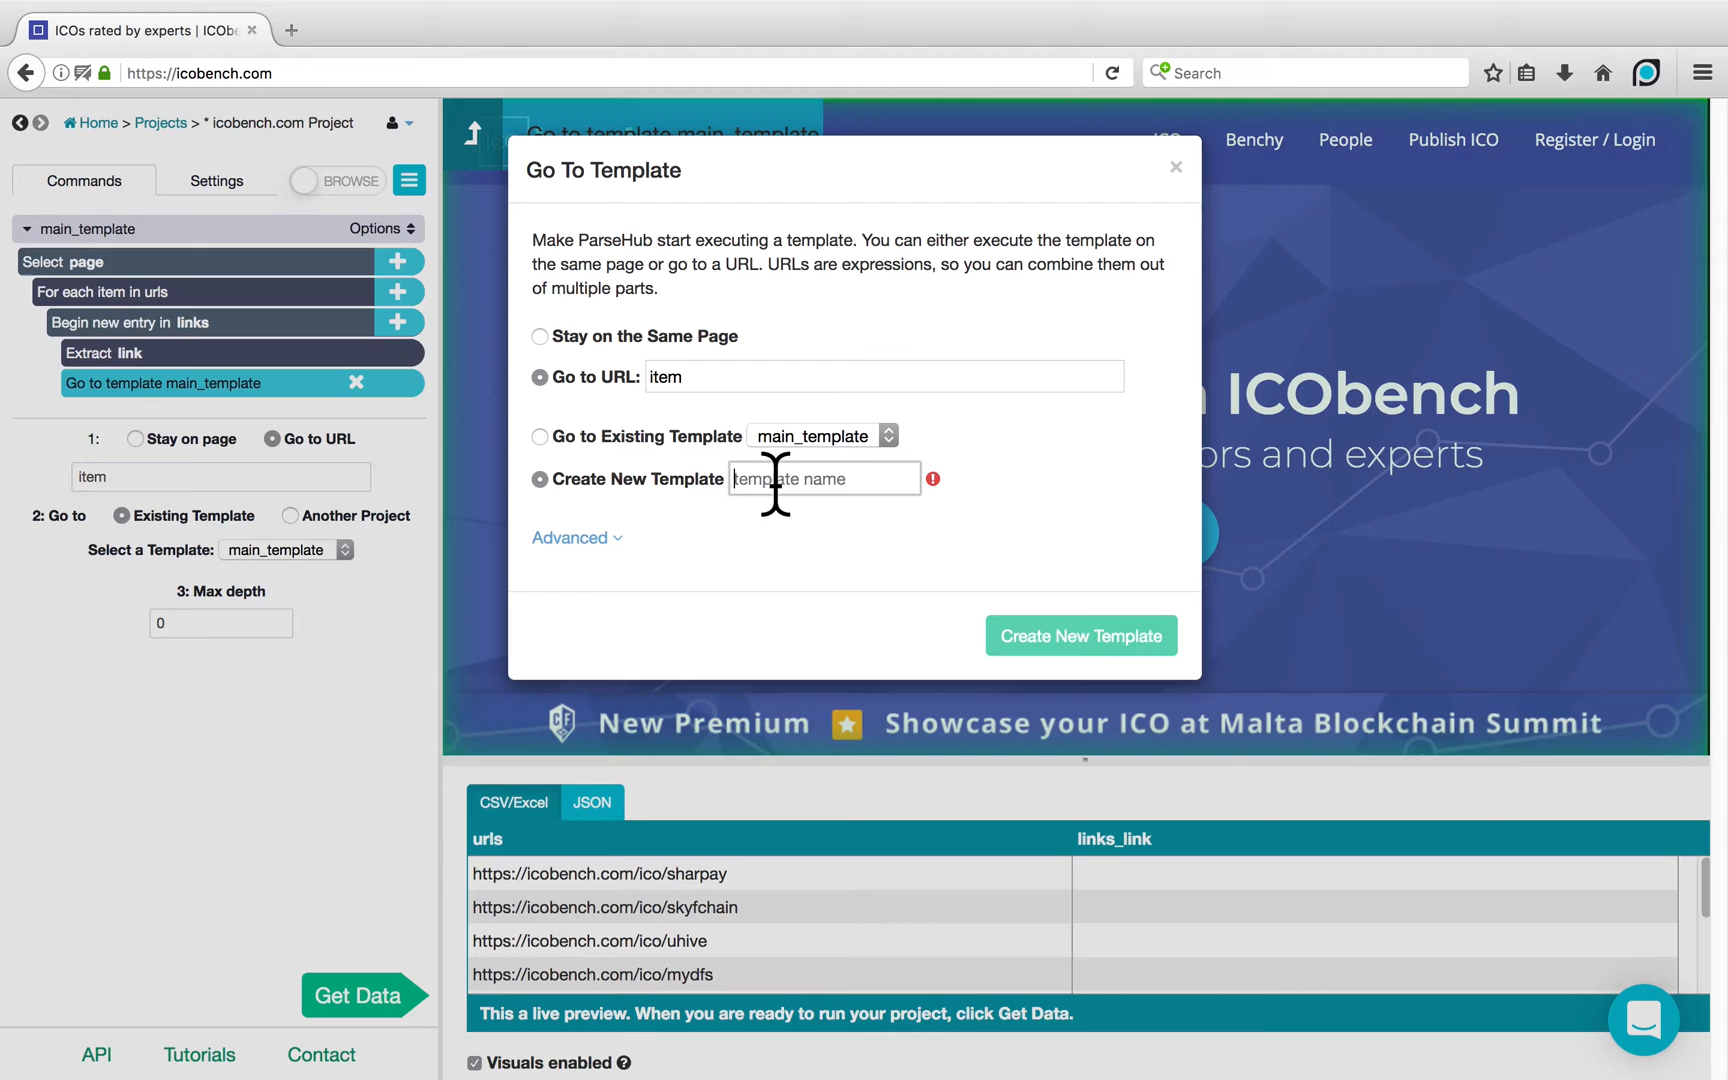 ICOs rated by experts | ICObe
https://icobench.com
Search
Home > Projects > * icobench.com Project
Commands
Settings
BROWSE
main_template
Options
Select page
For each item in urls
Begin new entry in links
Extract link
Go to template main_template
1:
Stay on page
Go to URL
item
2: Go to
Existing Template
Another Project
Select a Template:
main_template
3: Max depth
0
Get Data
API
Tutorials
Contact
Go to template main_template
ICO
Benchy
People
Publish ICO
Register / Login
Go To Template
Make ParseHub start executing a template. You can either execute the template on
the same page or go to a URL. URLs are expressions, so you can combine them out
of multiple parts.
Stay on the Same Page
Go to URL:
item
Go to Existing Template
main_template
Create New Template
template name
Advanced
Create New Template
ICObench
ors and experts
New Premium
Showcase your ICO at Malta Blockchain Summit
CSV/Excel
JSON
urls
links_link
https://icobench.com/ico/sharpay
https://icobench.com/ico/skyfchain
https://icobench.com/ico/uhive
https://icobench.com/ico/mydfs
This a live preview. When you are ready to run your project, click Get Data.
Visuals enabled